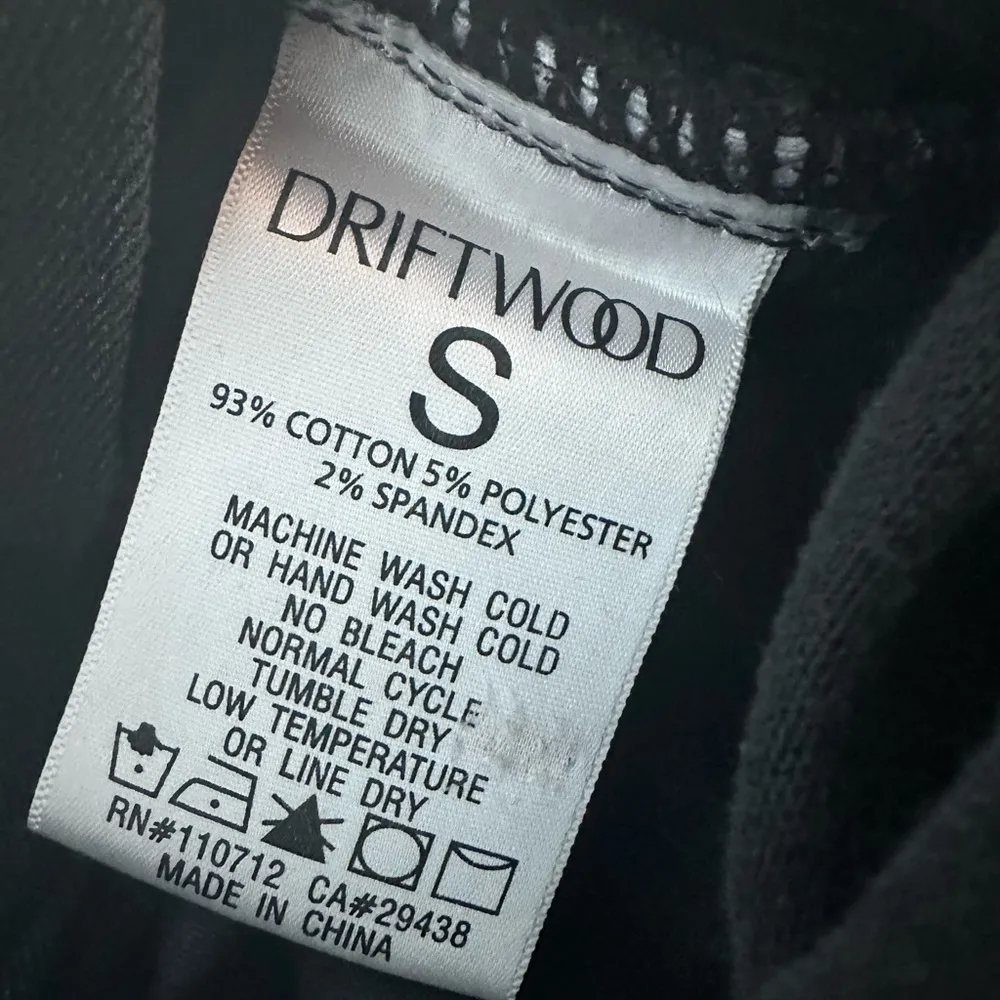 DRIFTWOOD
S
93% COTTON 5% POLYESTER
2% SPANDEX
MACHINE WASH COLD
OR HAND WASH COLD
NO BLEACH
NORMAL CYCLE
TUMBLE DRY
LOW TEMPERATURE
OR LINE DRY
RN#110712 CA#29438
MADE IN CHINA